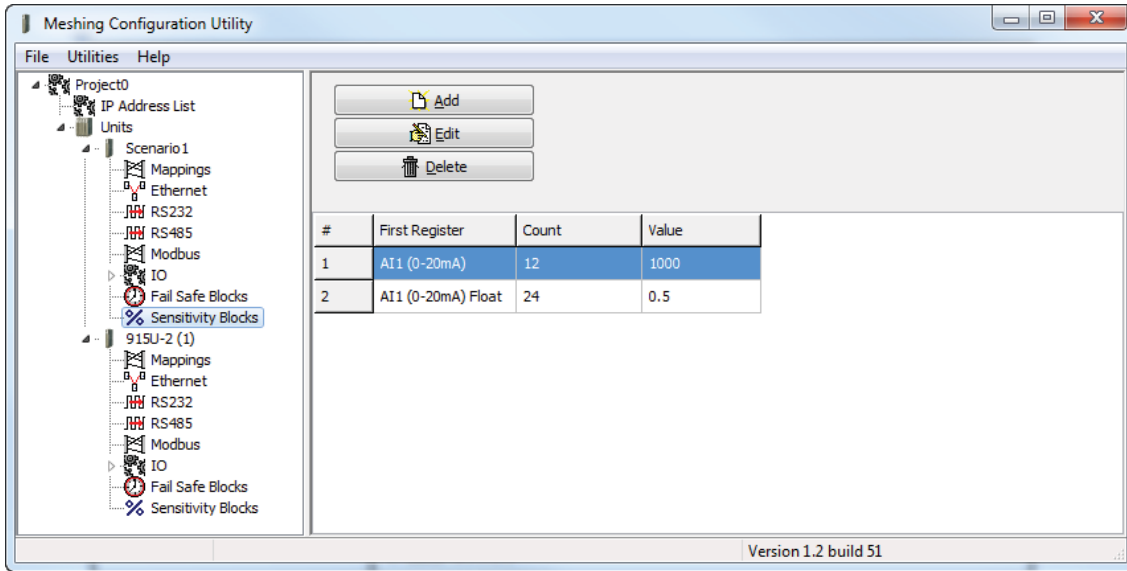 Meshing Configuration Utility
File Utilities Help
Project0
IP Address List
Units
Scenario1
Mappings
Ethernet
RS232
RS485
Modbus
IO
Fail Safe Blocks
Sensitivity Blocks
915U-2 (1)
Mappings
Ethernet
RS232
RS485
Modbus
IO
Fail Safe Blocks
Sensitivity Blocks
Add
Edit
Delete
# First Register Count Value
1 AI1 (0-20mA) 12 1000
2 AI1 (0-20mA) Float 24 0.5
Version 1.2 build 51